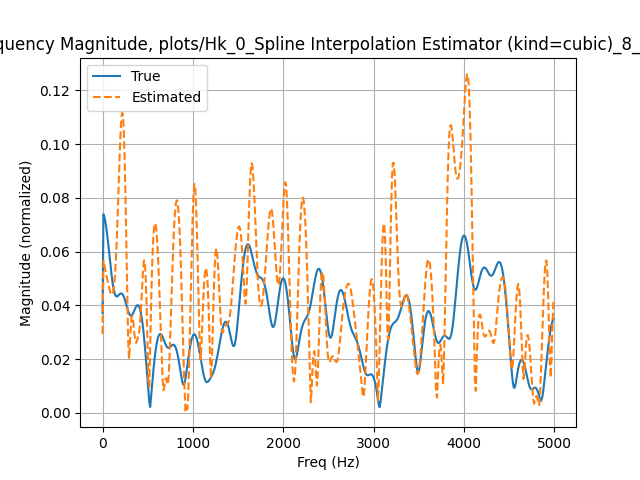 quency Magnitude, plots/Hk_0_Spline Interpolation Estimator (kind=cubic)_8_
True
Estimated
Magnitude (normalized)
0.12
0.10
0.08
0.06
0.04
0.02
0.00
0 1000 2000 3000 4000 5000
Freq (Hz)